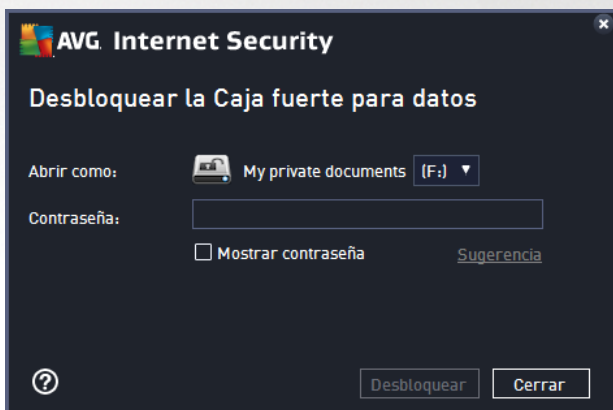 AVG. Internet Security
Desbloquear la Caja fuerte para datos
Abrir como: My private documents (F:)
Contraseña:
Mostrar contraseña Sugerencia
? Desbloquear Cerrar